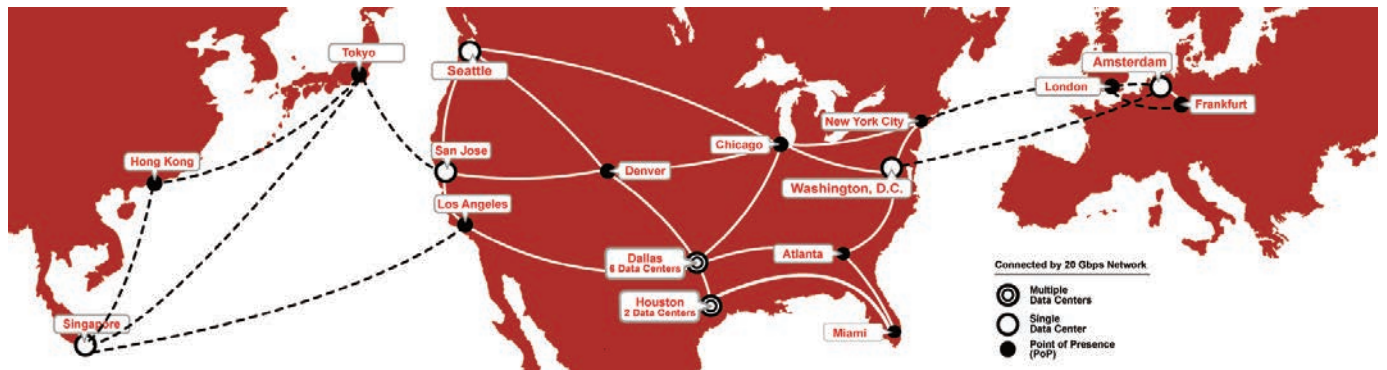 Tokyo
Seattle
Amsterdam
London
Frankfurt
New York City
Chicago
San Jose
Hong Kong
Denver
Washington, D.C.
Los Angeles
Dallas
6 Data Centers
Atlanta
Houston
2 Data Centers
Singapore
Miami
Connected by 20 Gbps Network
Multiple
Data Centers
Single
Data Center
Point of Presence
(PoP)